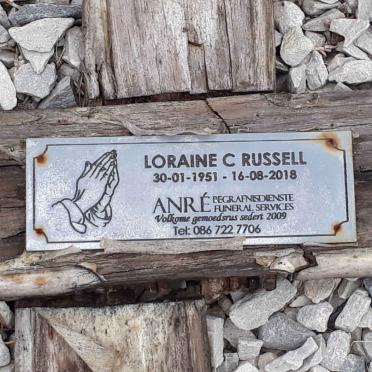 LORAINE C RUSSELL
30-01-1951 - 16-08-2018
ANRÉ BEGRAFNISDIENSTE
FUNERAL SERVICES
Volkome gemoedsrus sedert 2009
Tel: 086 722 7706